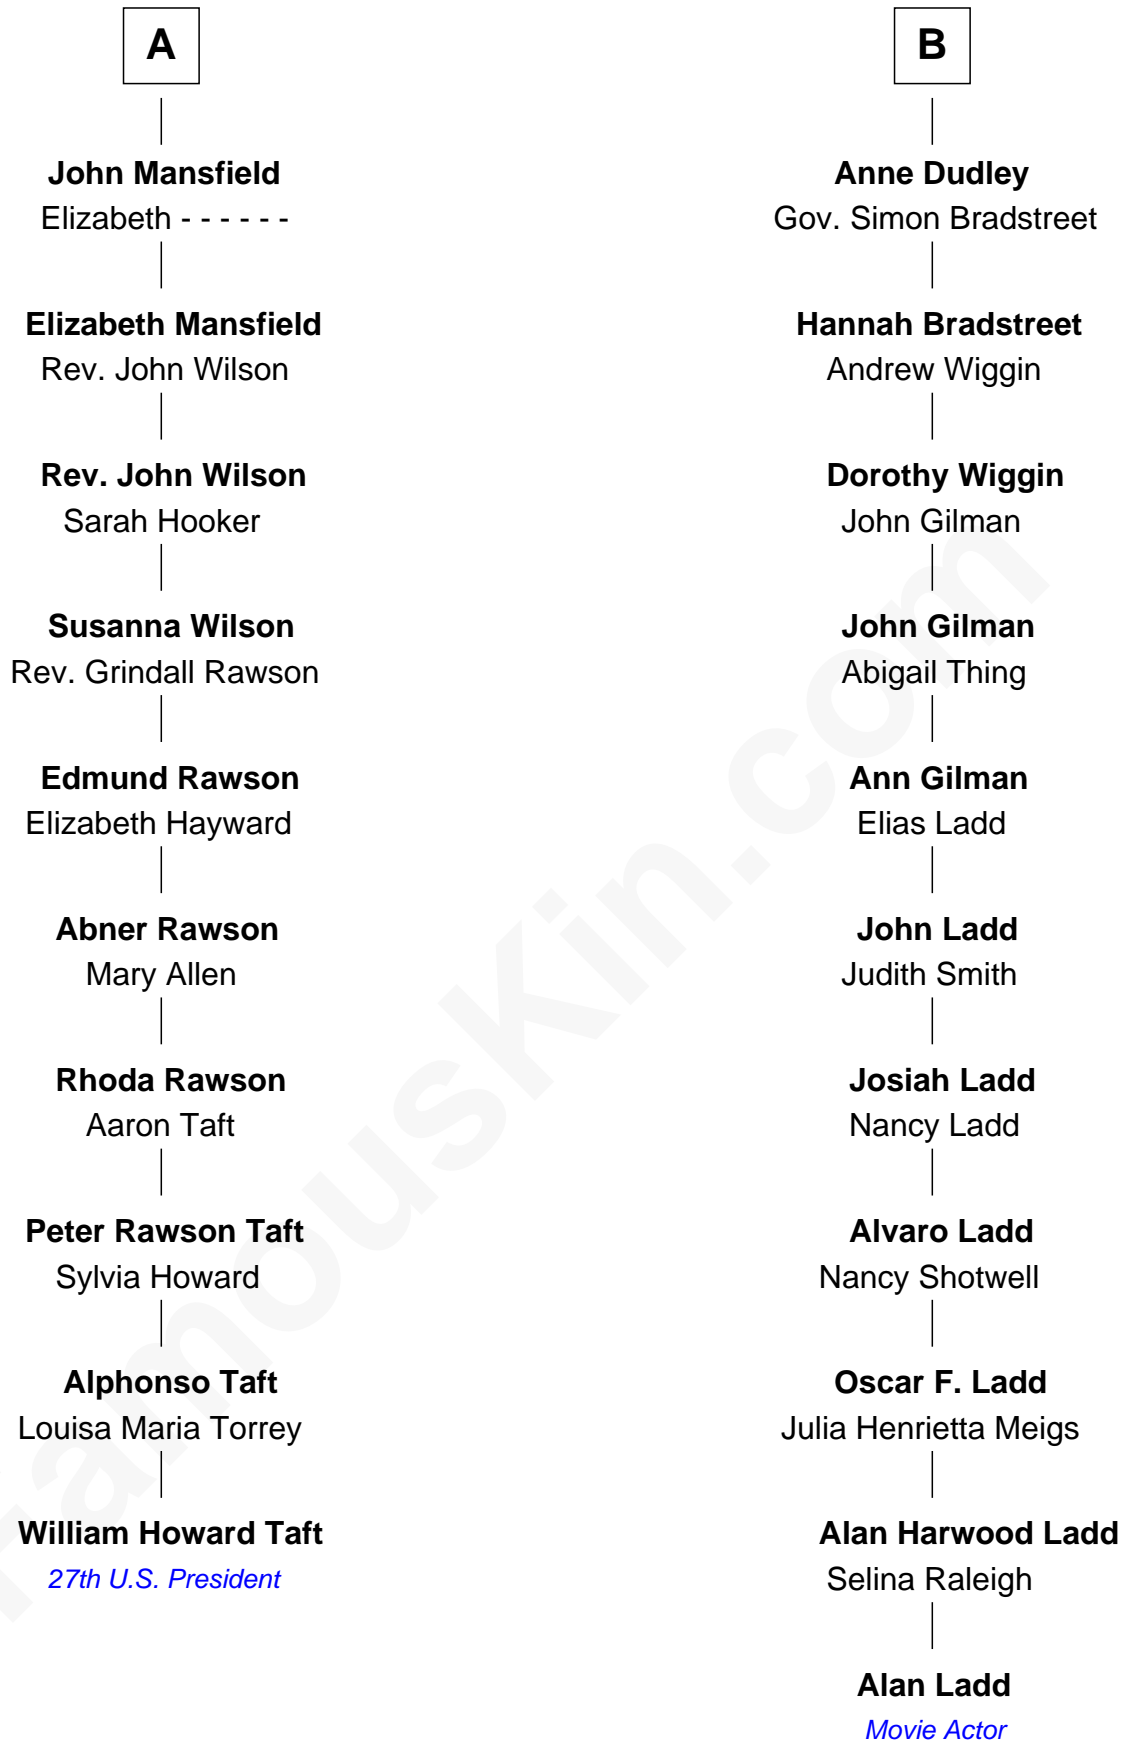 A
John Mansfield
Elizabeth - - - - - -
Elizabeth Mansfield
Rev. John Wilson
Rev. John Wilson
Sarah Hooker
Susanna Wilson
Rev. Grindall Rawson
Edmund Rawson
Elizabeth Hayward
Abner Rawson
Mary Allen
Rhoda Rawson
Aaron Taft
Peter Rawson Taft
Sylvia Howard
Alphonso Taft
Louisa Maria Torrey
William Howard Taft
27th U.S. President
B
Anne Dudley
Gov. Simon Bradstreet
Hannah Bradstreet
Andrew Wiggin
Dorothy Wiggin
John Gilman
John Gilman
Abigail Thing
Ann Gilman
Elias Ladd
John Ladd
Judith Smith
Josiah Ladd
Nancy Ladd
Alvaro Ladd
Nancy Shotwell
Oscar F. Ladd
Julia Henrietta Meigs
Alan Harwood Ladd
Selina Raleigh
Alan Ladd
Movie Actor
FamousKin.com